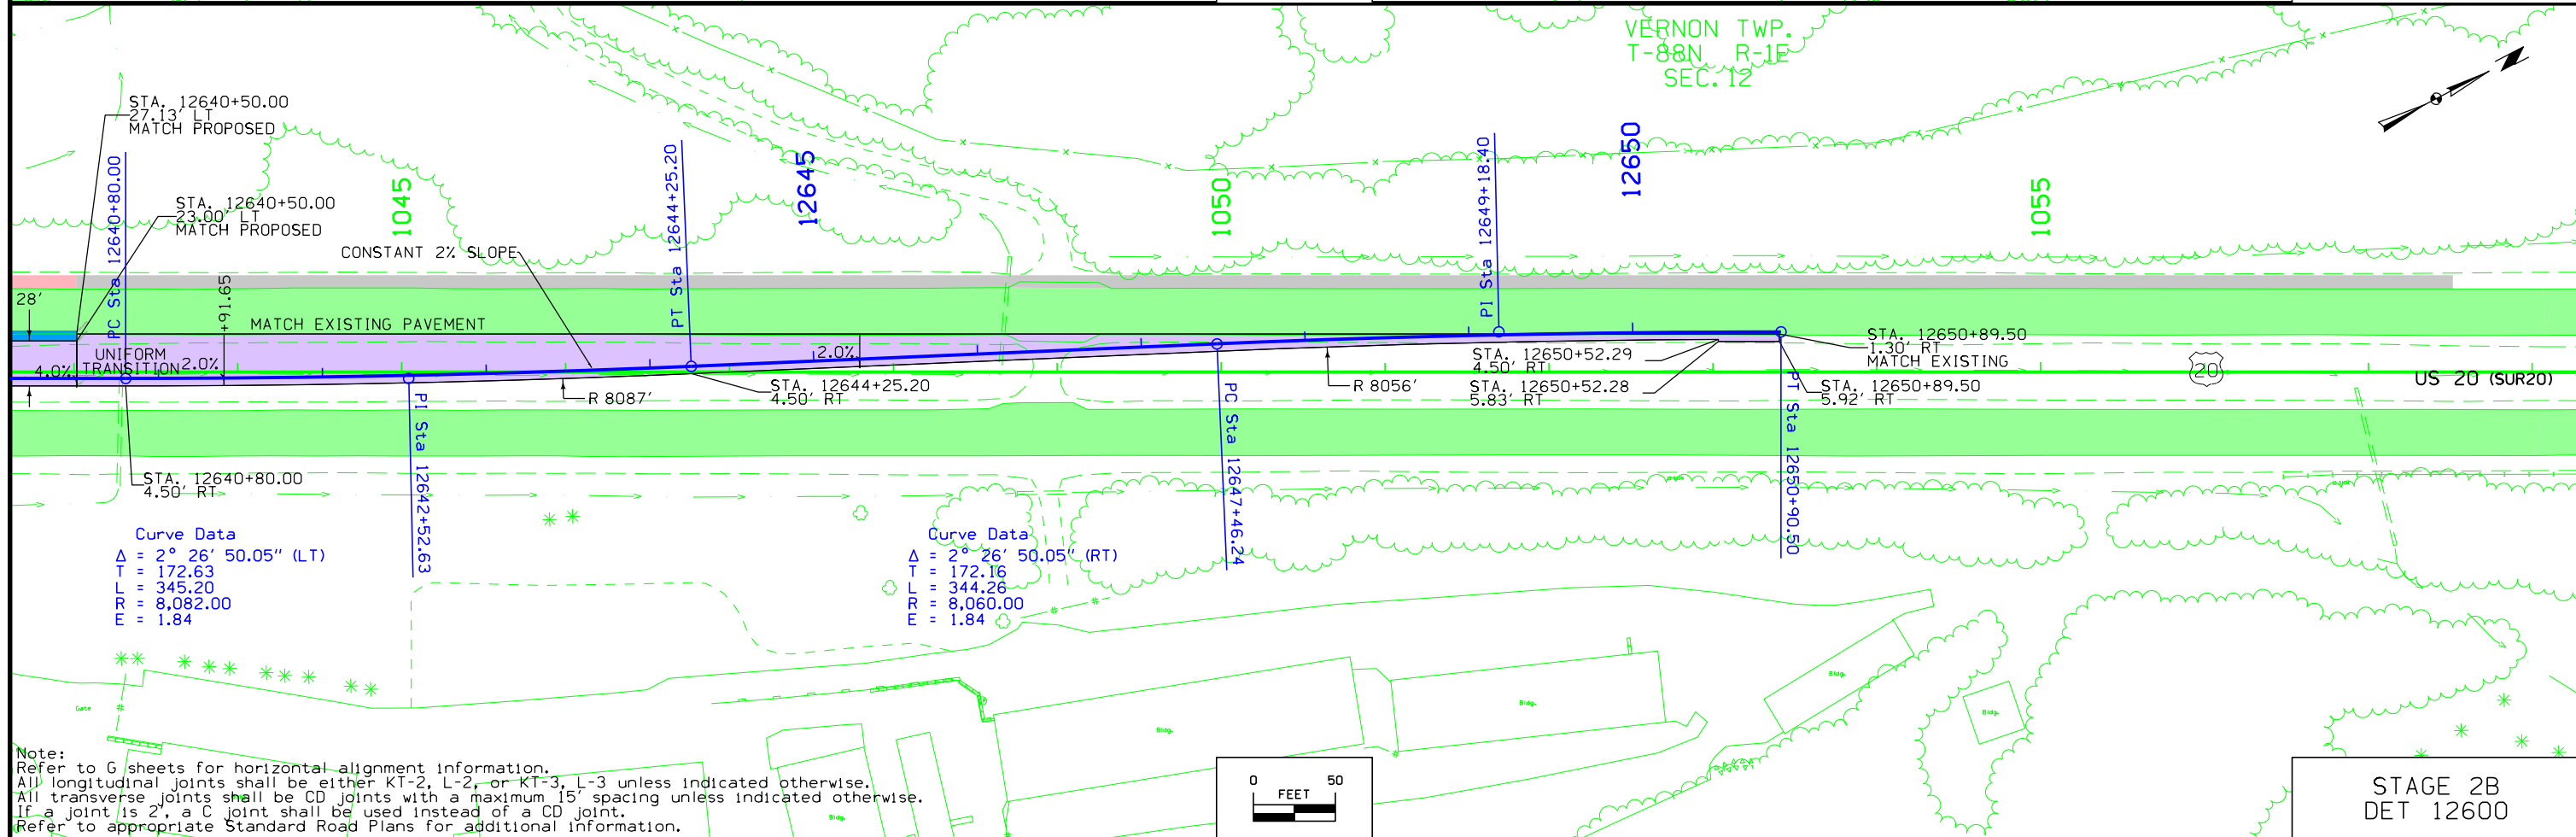 VERNON TWP.
T-88N R-1E
SEC. 12
STA. 12640+50.00
27.13' LT
MATCH PROPOSED
STA. 12640+50.00
23.00' LT
MATCH PROPOSED
PC Sta 12640+80.00
1045
PT Sta 12644+25.20
12645
1050
PI Sta 12649+18.40
12650
1055
CONSTANT 2% SLOPE
28'
+91.65
MATCH EXISTING PAVEMENT
UNIFORM
TRANSITION
4.0%
2.0%
2.0%
R 8087'
STA. 12644+25.20
4.50' RT
R 8056'
STA. 12650+52.29
4.50' RT
STA. 12650+52.28
5.83' RT
STA. 12650+89.50
1.30' RT
MATCH EXISTING
STA. 12650+89.50
5.92' RT
20
US 20 (SUR20)
STA. 12640+80.00
4.50' RT
PI Sta 12642+52.63
PC Sta 12647+46.24
PT Sta 12650+90.50
Curve Data
Δ = 2° 26' 50.05" (LT)
T = 172.63
L = 345.20
R = 8,082.00
E = 1.84
Curve Data
Δ = 2° 26' 50.05" (RT)
T = 172.16
L = 344.26
R = 8,060.00
E = 1.84
Gate
Bldg.
Bldg.
Bldg.
Bldg.
Bldg.
Note:
Refer to G sheets for horizontal alignment information.
All longitudinal joints shall be either KT-2, L-2, or KT-3, L-3 unless indicated otherwise.
All transverse joints shall be CD joints with a maximum 15' spacing unless indicated otherwise.
If a joint is 2', a C joint shall be used instead of a CD joint.
Refer to appropriate Standard Road Plans for additional information.
0 50
FEET
STAGE 2B
DET 12600